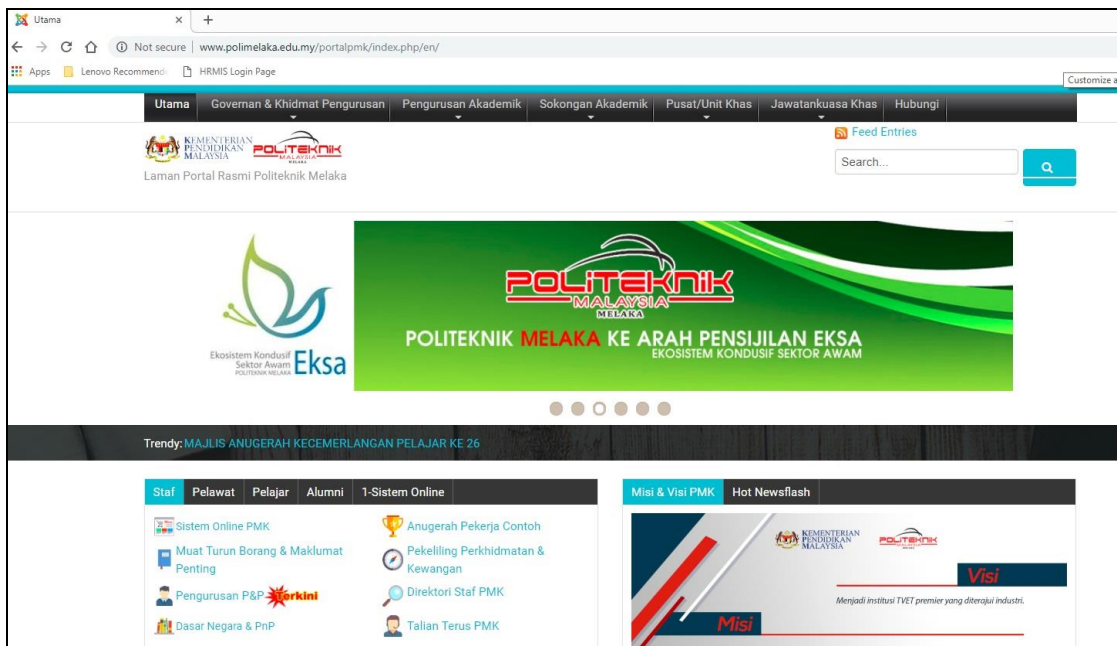 Utama × +
Not secure | www.polimelaka.edu.my/portalpmk/index.php/en/
Apps Lenovo Recommend HRMIS Login Page
Customize a
Utama Governan & Khidmat Pengurusan Pengurusan Akademik Sokongan Akademik Pusat/Unit Khas Jawatankuasa Khas Hubungi
KEMENTERIAN
PENDIDIKAN
MALAYSIA
POLITEKNIK
MALAYSIA
MELAKA
Feed Entries
Laman Portal Rasmi Politeknik Melaka
Search...
Ekosistem Kondusif
Sektor Awam
POLITEKNIK MELAKA
Eksa
POLITEKNIK
MALAYSIA
MELAKA
POLITEKNIK MELAKA KE ARAH PENSIJILAN EKSA
EKOSISTEM KONDUSIF SEKTOR AWAM
Trendy: MAJLIS ANUGERAH KECEMERLANGAN PELAJAR KE 26
Staf Pelawat Pelajar Alumni 1-Sistem Online
Sistem Online PMK
Muat Turun Borang & Maklumat
Penting
Pengurusan P&P Terkini
Dasar Negara & PnP
Anugerah Pekerja Contoh
Pekeliling Perkhidmatan &
Kewangan
Direktori Staf PMK
Talian Terus PMK
Misi & Visi PMK Hot Newsflash
KEMENTERIAN
PENDIDIKAN
MALAYSIA
POLITEKNIK
Visi
Menjadi institusi TVET premier yang diterajui industri.
Misi